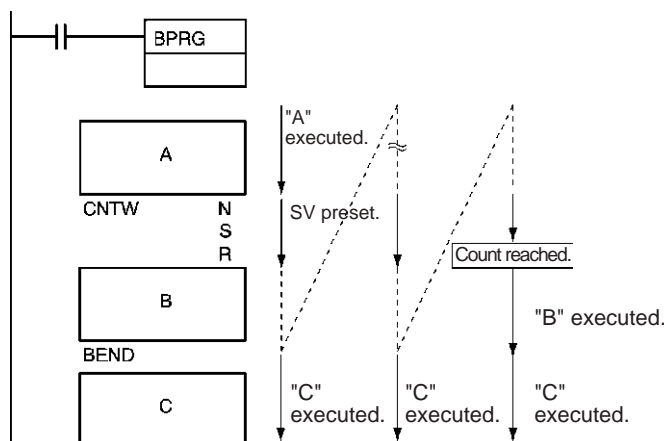 BPRG
"A"
executed.
A
CNTW N
S
R
SV preset.
Count reached.
B
"B" executed.
BEND
C
"C"
executed.
"C"
executed.
"C"
executed.